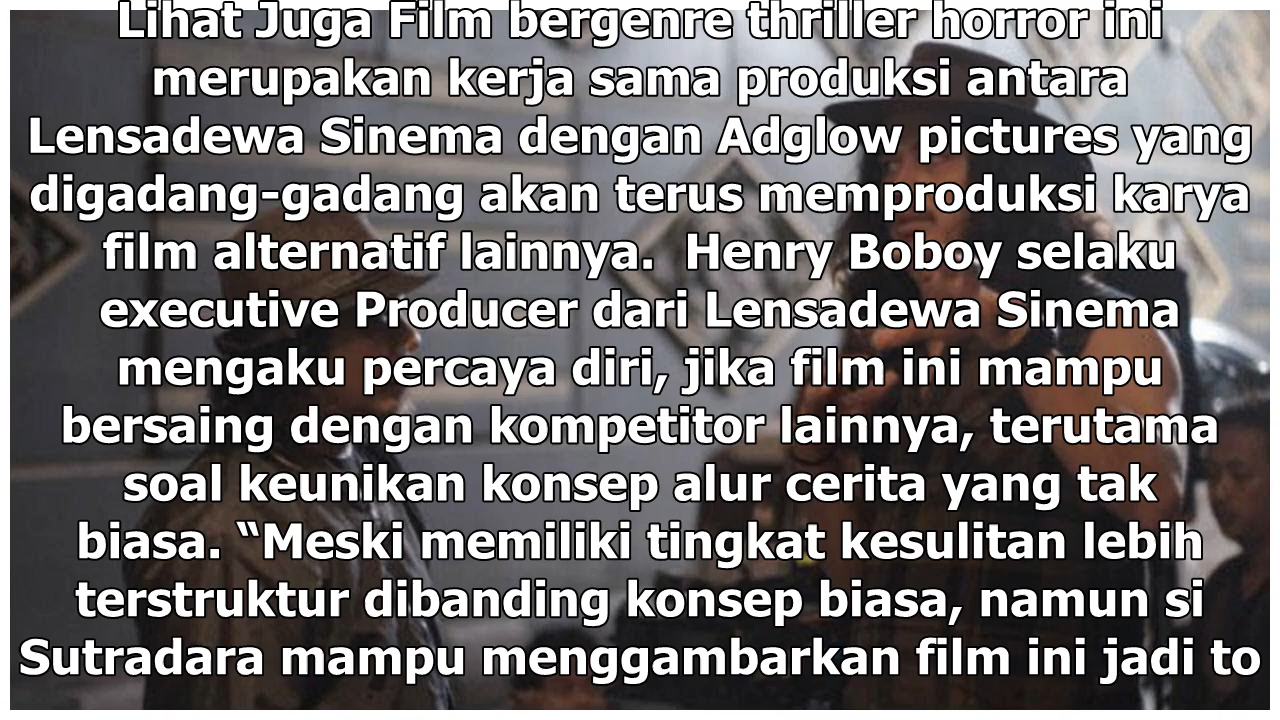 Lihat Juga Film bergenre thriller horror ini
merupakan kerja sama produksi antara
Lensadewa Sinema dengan Adglow pictures yang
digadang-gadang akan terus memproduksi karya
film alternatif lainnya.  Henry Boboy selaku
executive Producer dari Lensadewa Sinema
mengaku percaya diri, jika film ini mampu
bersaing dengan kompetitor lainnya, terutama
soal keunikan konsep alur cerita yang tak
biasa. “Meski memiliki tingkat kesulitan lebih
terstruktur dibanding konsep biasa, namun si
Sutradara mampu menggambarkan film ini jadi to